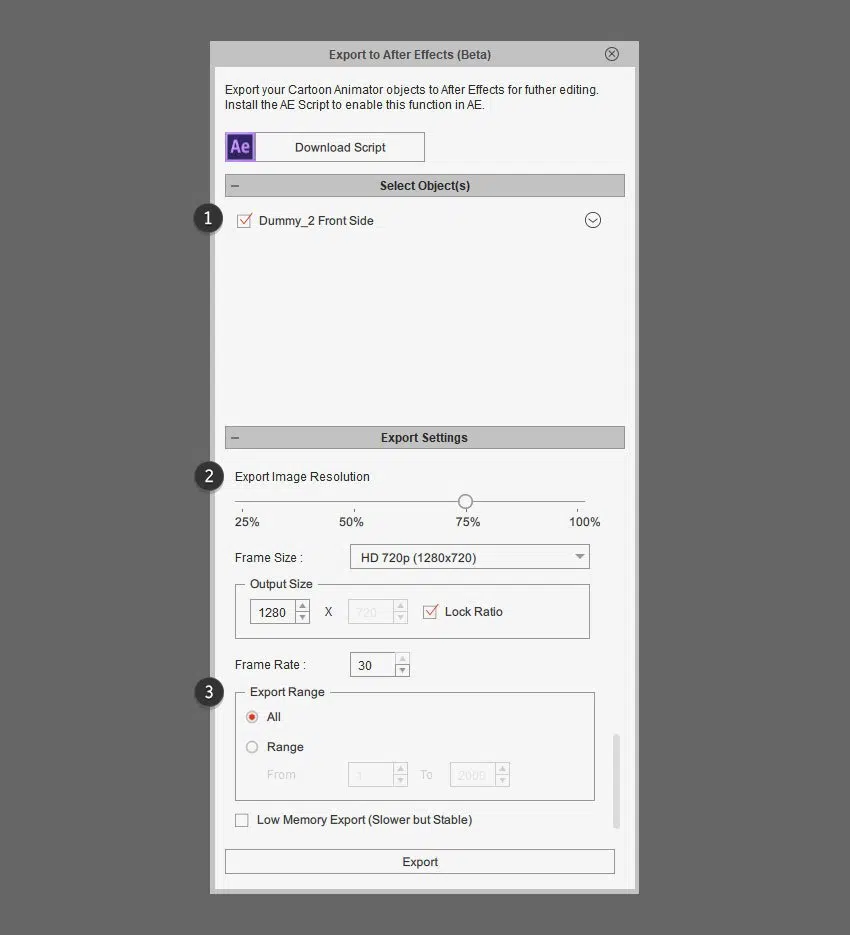 Export to After Effects (Beta)
Export your Cartoon Animator objects to After Effects for futher editing.
Install the AE Script to enable this function in AE.
Ae Download Script
Select Object(s)
1 Dummy_2 Front Side
Export Settings
2 Export Image Resolution
25% 50% 75% 100%
Frame Size : HD 720p (1280x720)
Output Size
1280 X 720 Lock Ratio
Frame Rate : 30
3 Export Range
All
Range
From 1 To 2000
Low Memory Export (Slower but Stable)
Export